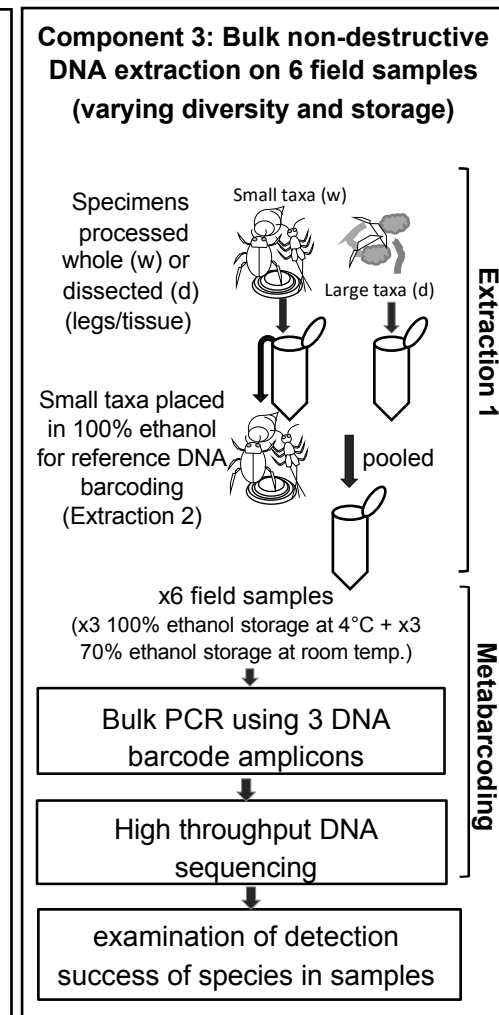 Component 3: Bulk non-destructive
DNA extraction on 6 field samples
(varying diversity and storage)
Specimens
processed
whole (w) or
dissected (d)
(legs/tissue)
Small taxa (w)
Large taxa (d)
Small taxa placed
in 100% ethanol
for reference DNA
barcoding
(Extraction 2)
pooled
Extraction 1
x6 field samples
(x3 100% ethanol storage at 4°C + x3
70% ethanol storage at room temp.)
Bulk PCR using 3 DNA
barcode amplicons
High throughput DNA
sequencing
Metabarcoding
examination of detection
success of species in samples